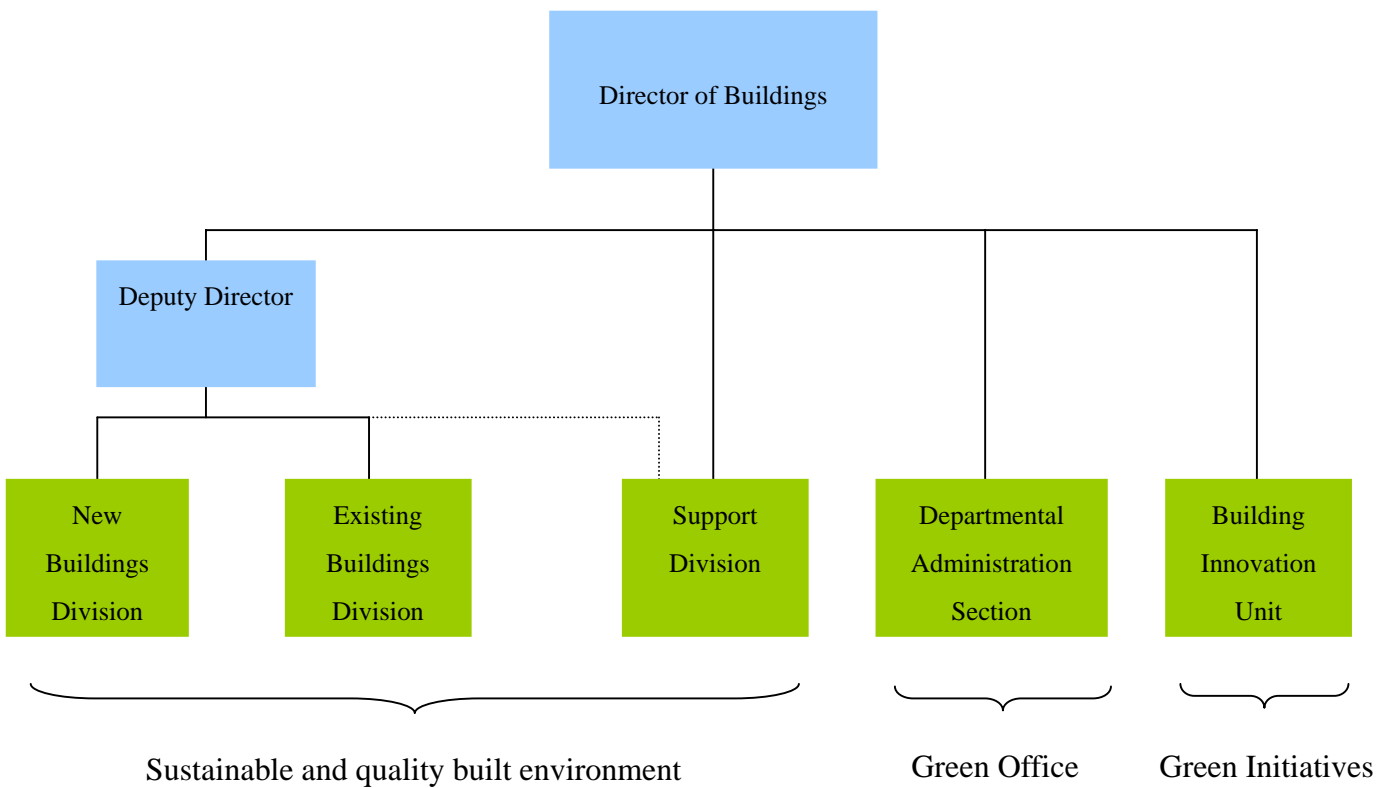 Director of Buildings
Deputy Director
New
Buildings
Division
Existing
Buildings
Division
Support
Division
Departmental
Administration
Section
Building
Innovation
Unit
Sustainable and quality built environment
Green Office
Green Initiatives